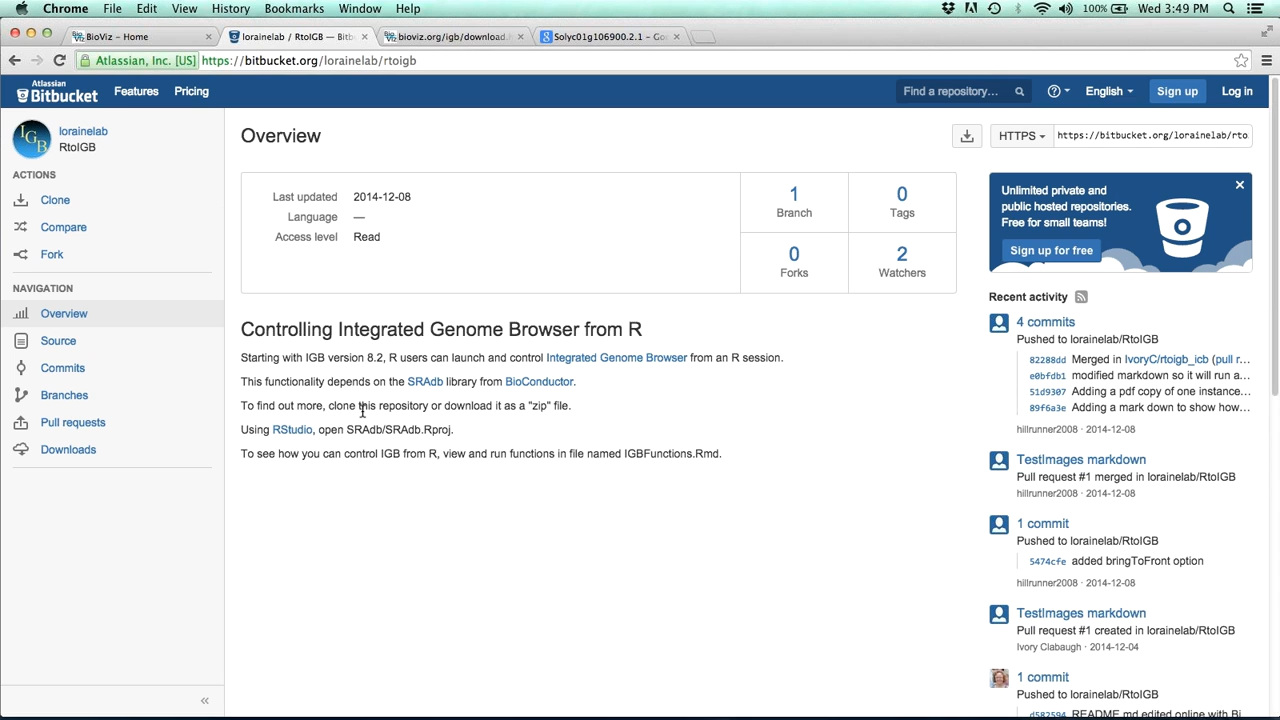 Chrome File Edit View History Bookmarks Window Help 100% Wed 3:49 PM
BioViz - Home
lorainelab / RtoIGB — Bitb
bioviz.org/igb/download.h
Solyc01g106900.2.1 - Goo
Atlassian, Inc. [US] https://bitbucket.org/lorainelab/rtoigb
Atlassian
Bitbucket Features Pricing Find a repository... English Sign up Log in
IGB
lorainelab
RtoIGB
ACTIONS
Clone
Compare
Fork
NAVIGATION
Overview
Source
Commits
Branches
Pull requests
Downloads
«
Overview
HTTPS https://bitbucket.org/lorainelab/rto
Last updated 2014-12-08
Language —
Access level Read
1
Branch
0
Tags
0
Forks
2
Watchers
Controlling Integrated Genome Browser from R
Starting with IGB version 8.2, R users can launch and control Integrated Genome Browser from an R session.
This functionality depends on the SRAdb library from BioConductor.
To find out more, clone this repository or download it as a "zip" file.
Using RStudio, open SRAdb/SRAdb.Rproj.
To see how you can control IGB from R, view and run functions in file named IGBFunctions.Rmd.
Unlimited private and
public hosted repositories.
Free for small teams!
Sign up for free
Recent activity
4 commits
Pushed to lorainelab/RtoIGB
82288dd Merged in IvoryC/rtoigb_icb (pull r...
e0bfdb1 modified markdown so it will run a...
51d9307 Adding a pdf copy of one instance...
89f6a3e Adding a mark down to show how...
hillrunner2008 · 2014-12-08
TestImages markdown
Pull request #1 merged in lorainelab/RtoIGB
hillrunner2008 · 2014-12-08
1 commit
Pushed to lorainelab/RtoIGB
5474cfe added bringToFront option
hillrunner2008 · 2014-12-08
TestImages markdown
Pull request #1 created in lorainelab/RtoIGB
Ivory Clabaugh · 2014-12-04
1 commit
Pushed to lorainelab/RtoIGB
d582594 README.md edited online with Bi